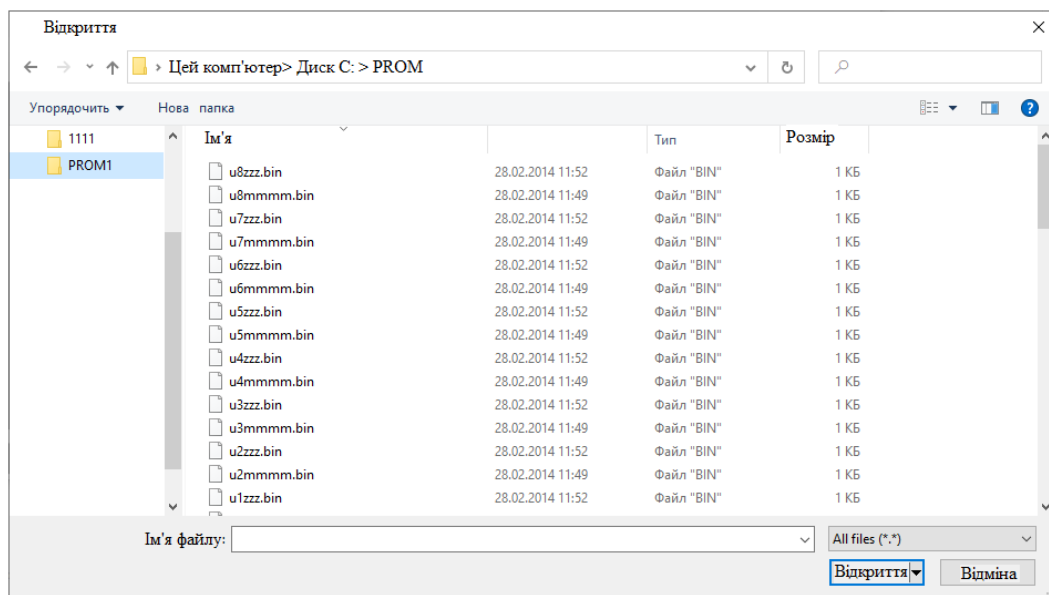 Відкриття
Цей комп'ютер> Диск C: > PROM
Упорядочить Нова папка
1111
PROM1
Ім'я Тип Розмір
u8zzz.bin 28.02.2014 11:52 Файл "BIN" 1 КБ
u8mmmm.bin 28.02.2014 11:49 Файл "BIN" 1 КБ
u7zzz.bin 28.02.2014 11:52 Файл "BIN" 1 КБ
u7mmmm.bin 28.02.2014 11:49 Файл "BIN" 1 КБ
u6zzz.bin 28.02.2014 11:52 Файл "BIN" 1 КБ
u6mmmm.bin 28.02.2014 11:49 Файл "BIN" 1 КБ
u5zzz.bin 28.02.2014 11:52 Файл "BIN" 1 КБ
u5mmmm.bin 28.02.2014 11:49 Файл "BIN" 1 КБ
u4zzz.bin 28.02.2014 11:52 Файл "BIN" 1 КБ
u4mmmm.bin 28.02.2014 11:49 Файл "BIN" 1 КБ
u3zzz.bin 28.02.2014 11:52 Файл "BIN" 1 КБ
u3mmmm.bin 28.02.2014 11:49 Файл "BIN" 1 КБ
u2zzz.bin 28.02.2014 11:52 Файл "BIN" 1 КБ
u2mmmm.bin 28.02.2014 11:49 Файл "BIN" 1 КБ
u1zzz.bin 28.02.2014 11:52 Файл "BIN" 1 КБ
Ім'я файлу: All files (*.*)
Відкриття Відміна